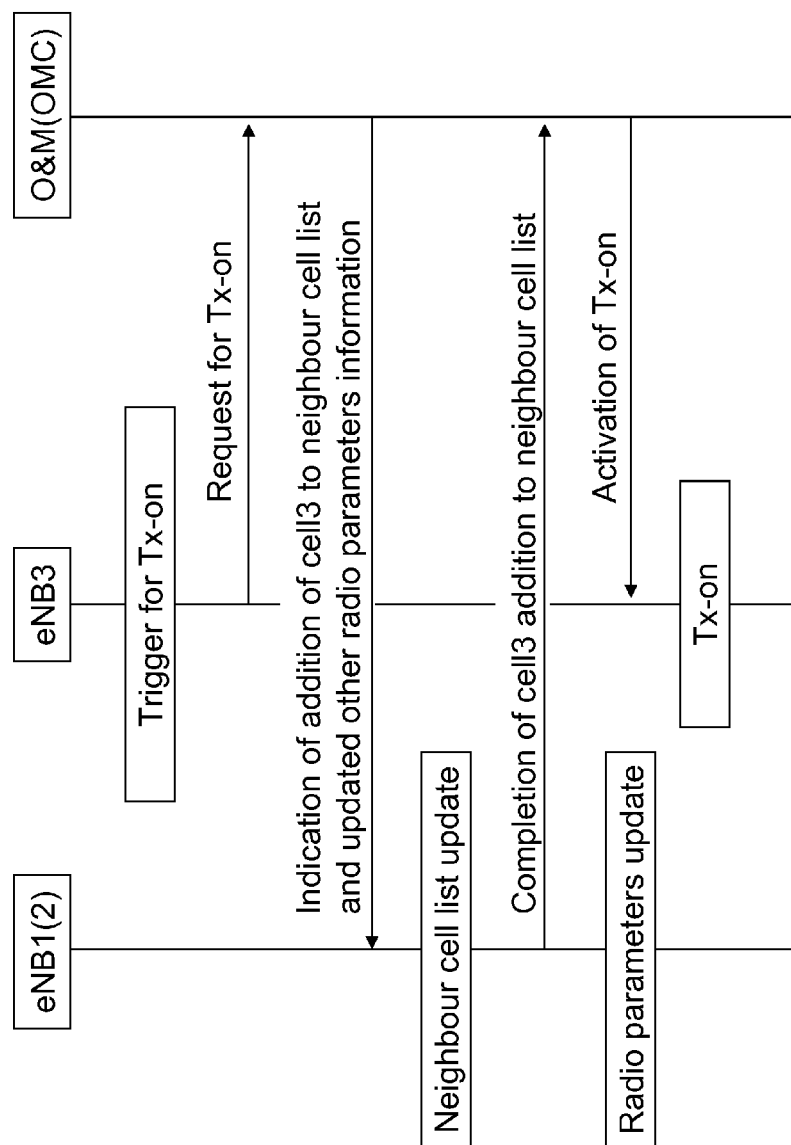 eNB1(2)
eNB3
O&M(OMC)
Trigger for Tx-on
Request for Tx-on
Indication of addition of cell3 to neighbour cell list
and updated other radio parameters information
Neighbour cell list update
Completion of cell3 addition to neighbour cell list
Radio parameters update
Activation of Tx-on
Tx-on